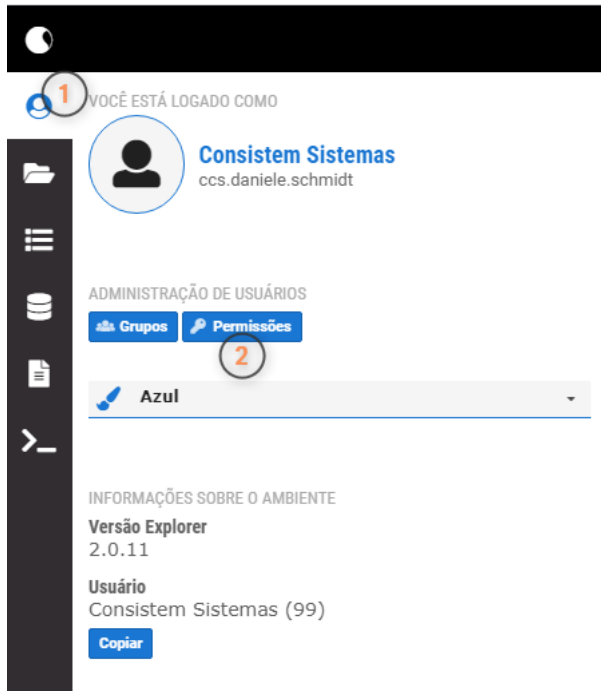 1
VOCÊ ESTÁ LOGADO COMO
Consistem Sistemas
ccs.daniele.schmidt
ADMINISTRAÇÃO DE USUÁRIOS
Grupos
Permissões
2
Azul
INFORMAÇÕES SOBRE O AMBIENTE
Versão Explorer
2.0.11
Usuário
Consistem Sistemas (99)
Copiar